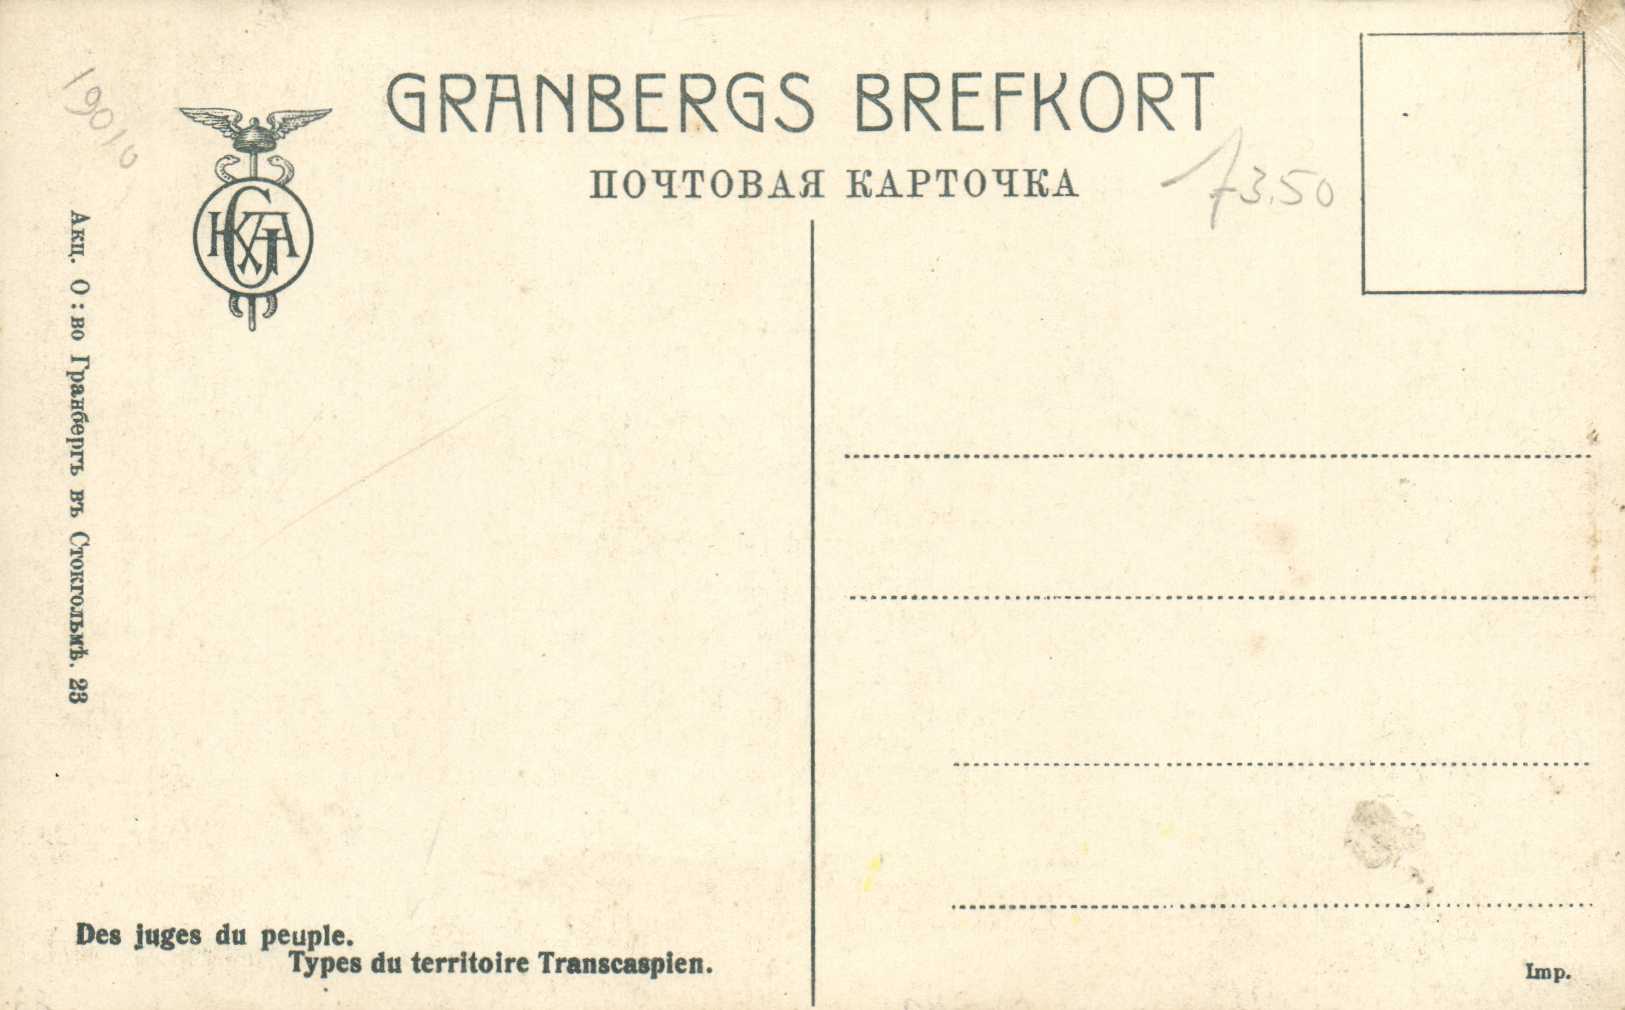 GRANBERGS BREFKORT
ПОЧТОВАЯ КАРТОЧКА
19010
73.50
Акц. О:во Гранбергъ въ Стокгольмѣ. 23
Des juges du peuple.
Types du territoire Transcaspien.
Imp.